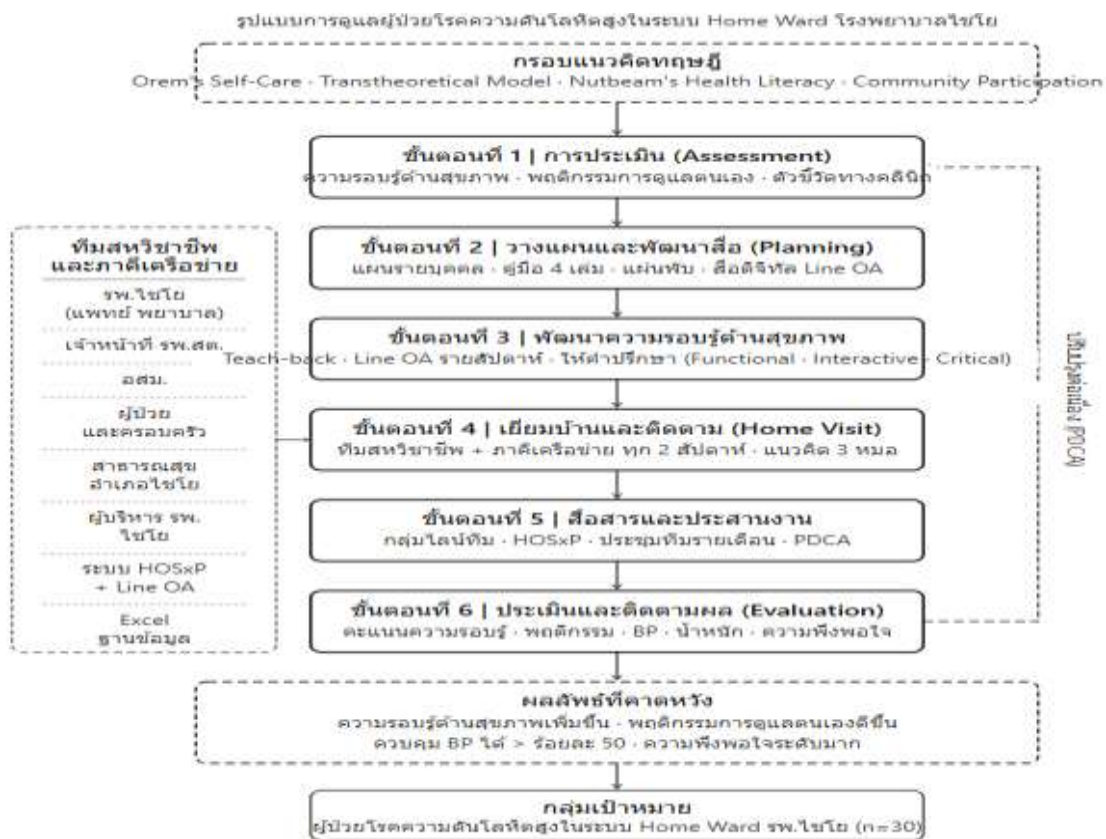 รูปแบบการดูแลผู้ป่วยโรคความดันโลหิตสูงในระบบ Home Ward โรงพยาบาลไชโย
กรอบแนวคิดทฤษฎี
Orem's Self-Care · Transtheoretical Model · Nutbeam's Health Literacy · Community Participation
ขั้นตอนที่ 1 | การประเมิน (Assessment)
ความรอบรู้ด้านสุขภาพ · พฤติกรรมการดูแลตนเอง · ตัวชี้วัดทางคลินิก
ขั้นตอนที่ 2 | วางแผนและพัฒนาสื่อ (Planning)
แผนรายบุคคล · คู่มือ 4 เล่ม · แผ่นพับ · สื่อดิจิทัล Line OA
ขั้นตอนที่ 3 | พัฒนาความรอบรู้ด้านสุขภาพ
Teach-back · Line OA รายสัปดาห์ · ให้คำปรึกษา (Functional · Interactive · Critical)
ขั้นตอนที่ 4 | เยี่ยมบ้านและติดตาม (Home Visit)
ทีมสหวิชาชีพ + ภาคีเครือข่าย ทุก 2 สัปดาห์ · แนวคิด 3 หมอ
ขั้นตอนที่ 5 | สื่อสารและประสานงาน
กลุ่มไลน์ทีม · HOSxP · ประชุมทีมรายเดือน · PDCA
ขั้นตอนที่ 6 | ประเมินและติดตามผล (Evaluation)
คะแนนความรอบรู้ · พฤติกรรม · BP · น้ำหนัก · ความพึงพอใจ
ทีมสหวิชาชีพ
และภาคีเครือข่าย
รพ.ไชโย
(แพทย์ พยาบาล)
เจ้าหน้าที่ รพ.สต.
อสม.
ผู้ป่วย
และครอบครัว
สาธารณสุข
อำเภอไชโย
ผู้บริหาร รพ.
ไชโย
ระบบ HOSxP
+ Line OA
Excel
ฐานข้อมูล
(PDCA)
ผลลัพธ์ที่คาดหวัง
ความรอบรู้ด้านสุขภาพเพิ่มขึ้น · พฤติกรรมการดูแลตนเองดีขึ้น
ควบคุม BP ได้ > ร้อยละ 50 · ความพึงพอใจระดับมาก
กลุ่มเป้าหมาย
ผู้ป่วยโรคความดันโลหิตสูงในระบบ Home Ward รพ.ไชโย (n=30)